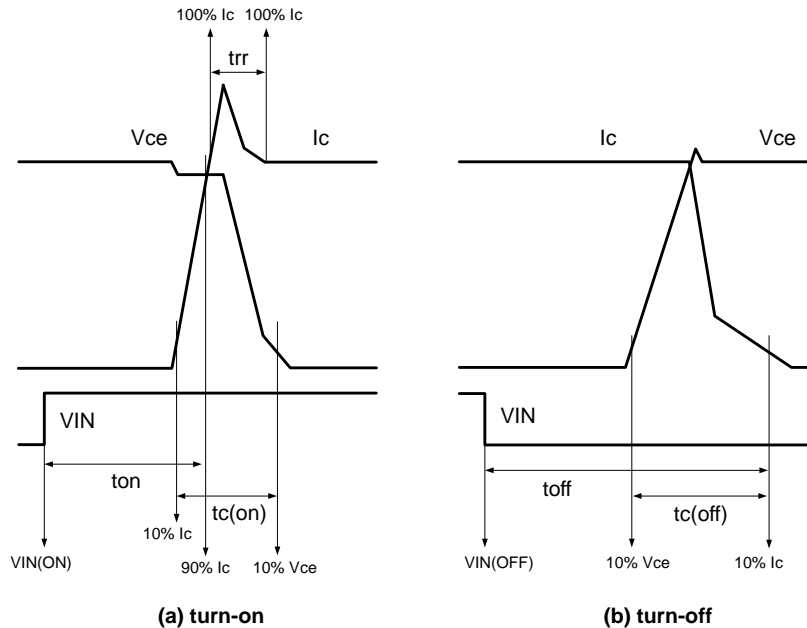 100% Ic 100% Ic
trr
Vce Ic
Ic Vce
VIN
VIN
ton
toff
tc(on)
tc(off)
10% Ic
VIN(ON) 90% Ic 10% Vce
VIN(OFF) 10% Vce 10% Ic
(a) turn-on (b) turn-off